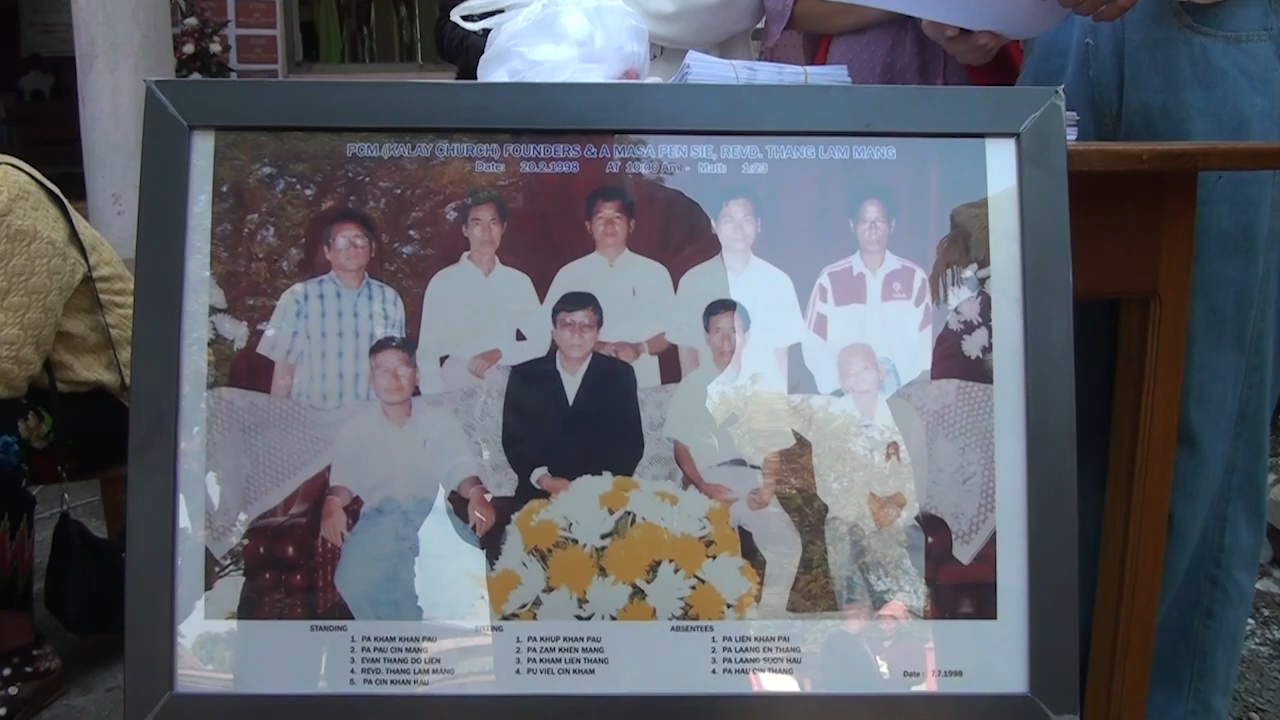 PCM (KALAY CHURCH) FOUNDERS & A MASA PEN SIE, REVD. THANG LAM MANG
Date: 20.2.1998 AT 10:00 Am - Matt: 1:23
STANDING
1. PA KHAM KHAN PAU
2. PA PAU CIN MANG
3. EVAN THANG DO LIEN
4. REVD. THANG LAM MANG
5. PA CIN KHAN HAU
SITTING
1. PA KHUP KHAN PAU
2. PA ZAM KHEN MANG
3. PA KHAM LIEN THANG
4. PU VIEL CIN KHAM
ABSENTEES
1. PA LIEN KHAN PAI
2. PA LAANG EN THANG
3. PA LAANG SUON HAU
4. PA HAU CIN THANG
Date : 7.7.1998